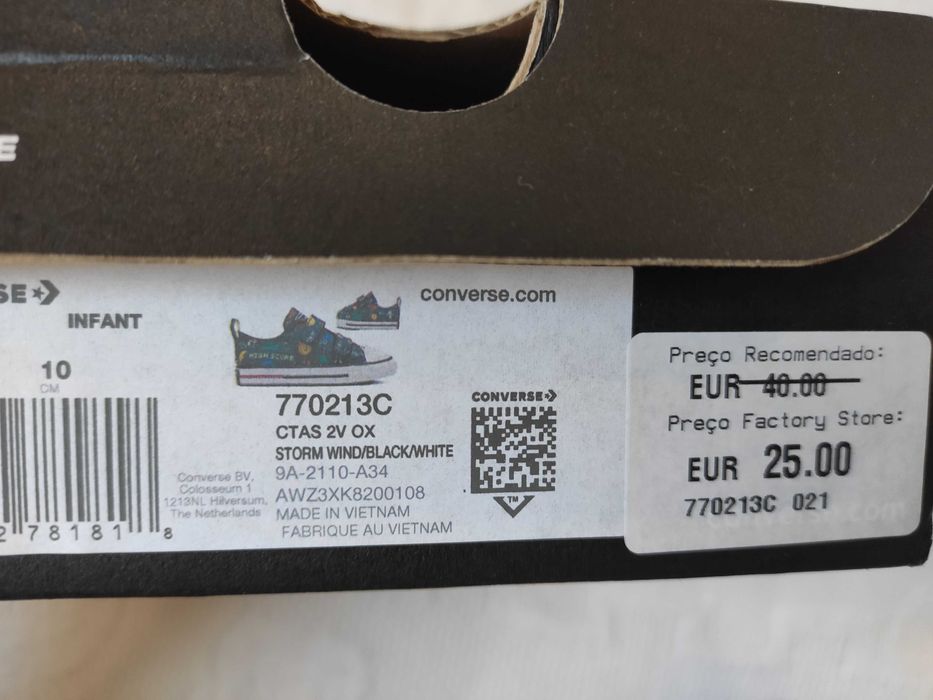 E
SE
INFANT
10
CM
2 78181 8
Converse BV,
Colosseum 1
1213NL Hilversum,
The Netherlands
HIGH SCORE
770213C
CTAS 2V OX
STORM WIND/BLACK/WHITE
9A-2110-A34
AWZ3XK8200108
MADE IN VIETNAM
FABRIQUE AU VIETNAM
converse.com
CONVERSE
TM
Preço Recomendado:
EUR 40.00
Preço Factory Store:
EUR 25.00
770213C 021